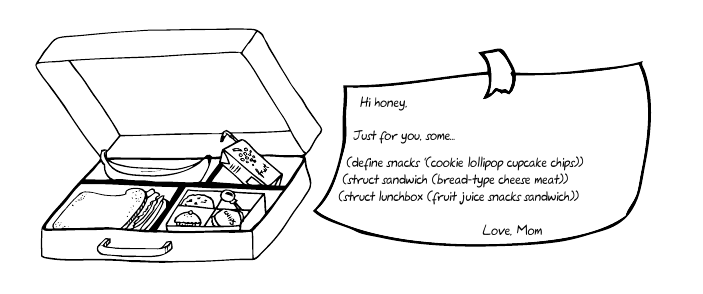 Hi honey,
Just for you, some...
(define snacks '(cookie lollipop cupcake chips))
(struct sandwich (bread-type cheese meat))
(struct lunchbox (fruit juice snacks sandwich))
Love, Mom